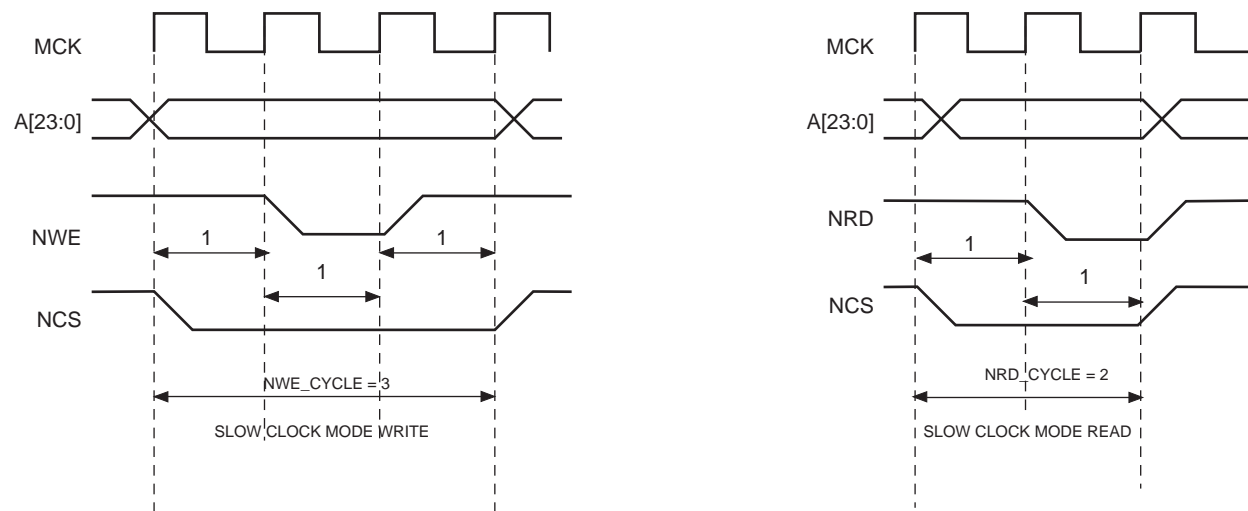 MCK
A[23:0]
NWE
1
1
1
NCS
NWE_CYCLE = 3
SLOW CLOCK MODE WRITE
MCK
A[23:0]
NRD
1
1
NCS
NRD_CYCLE = 2
SLOW CLOCK MODE READ